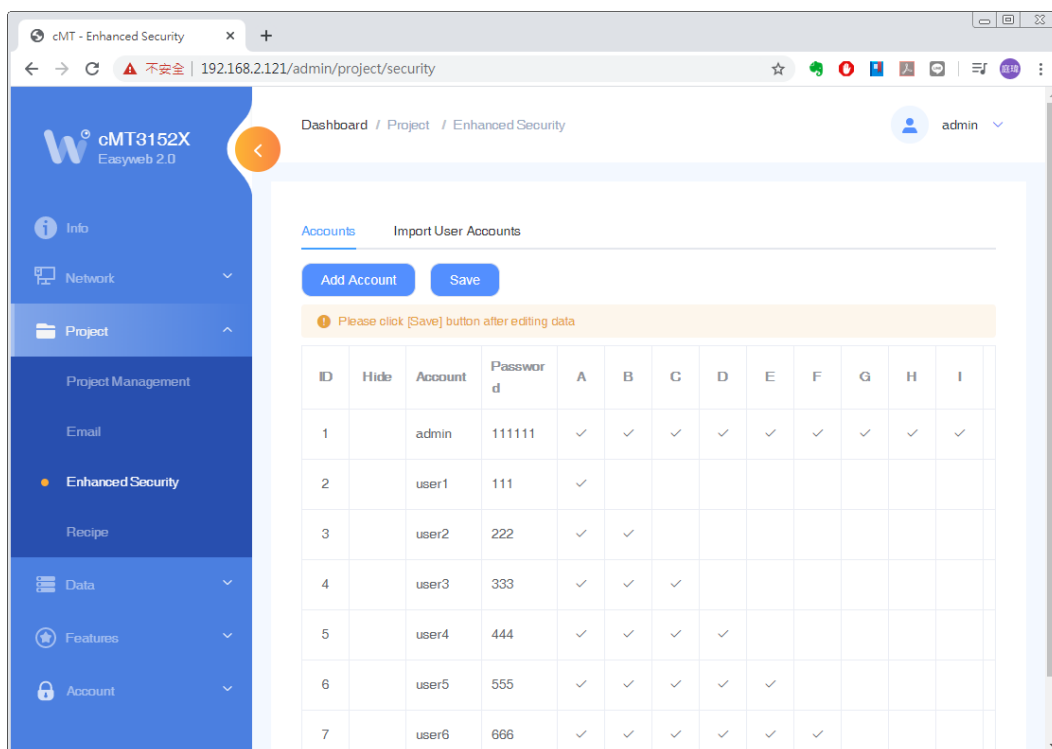 cMT - Enhanced Security
不安全 | 192.168.2.121/admin/project/security
庭瑋
cMT3152X
Easyweb 2.0
Dashboard / Project / Enhanced Security
admin
Info
Network
Project
Project Management
Email
Enhanced Security
Recipe
Data
Features
Account
Accounts Import User Accounts
Add Account Save
Please click [Save] button after editing data
ID Hide Account Passwor
d A B C D E F G H I
1 admin 111111
2 user1 111
3 user2 222
4 user3 333
5 user4 444
6 user5 555
7 user6 666